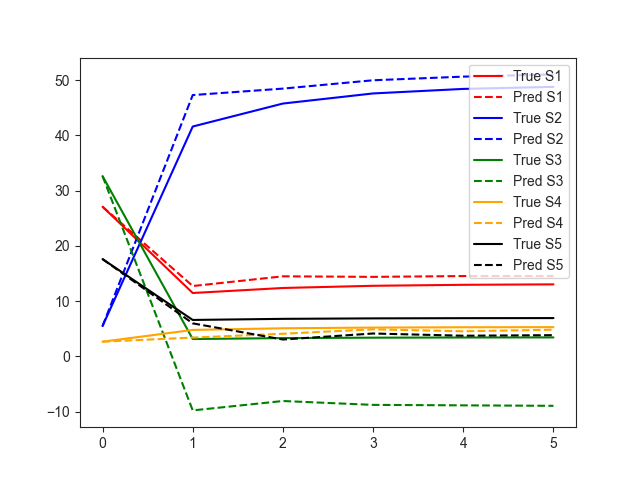 50
40
30
20
10
0
−10
0 1 2 3 4 5
True S1
Pred S1
True S2
Pred S2
True S3
Pred S3
True S4
Pred S4
True S5
Pred S5